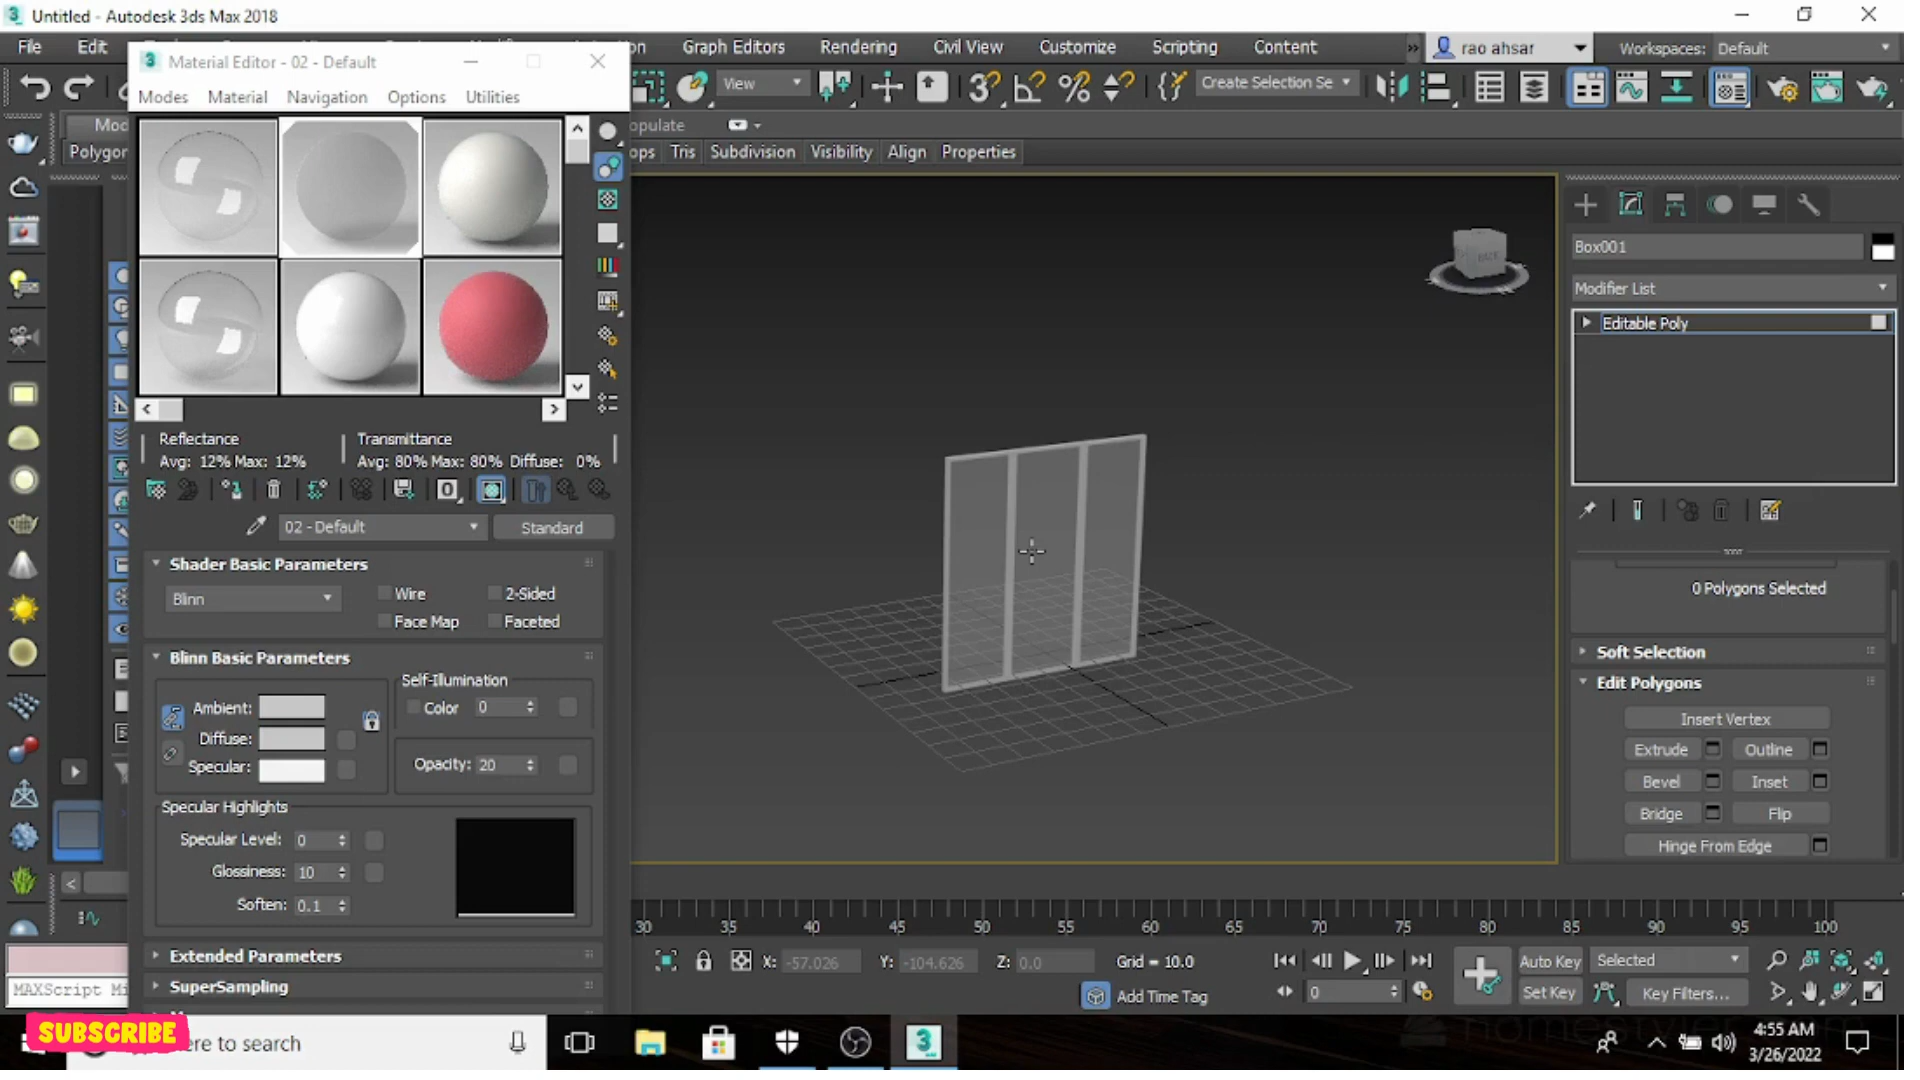 Untitled - Autodesk 3ds Max 2018
File
Edit
Graph Editors
Rendering
Civil View
Customize
Scripting
Content
rao ahsar
Workspaces: Default
Material Editor - 02 - Default
Modes
Material
Navigation
Options
Utilities
View
Create Selection Se
Mod
opulate
Polygon
ops
Tris
Subdivision
Visibility
Align
Properties
BACK
Box001
Modifier List
Editable Poly
Reflectance
Avg: 12% Max: 12%
Transmittance
Avg: 80% Max: 80% Diffuse: 0%
02 - Default
Standard
Shader Basic Parameters
Blinn
Wire
2-Sided
Face Map
Faceted
Blinn Basic Parameters
Ambient:
Diffuse:
Specular:
Self-Illumination
Color 0
Opacity: 20
Specular Highlights
Specular Level: 0
Glossiness: 10
Soften: 0.1
Extended Parameters
SuperSampling
0 Polygons Selected
Soft Selection
Edit Polygons
Insert Vertex
Extrude
Outline
Bevel
Inset
Bridge
Flip
Hinge From Edge
30 35 40 45 50 55 60 65 70 75 80 85 90 95 100
X: -57.026
Y: -104.626
Z: 0.0
Grid = 10.0
Add Time Tag
0
Auto Key
Selected
Set Key
Key Filters...
MAXScript Mi
SUBSCRIBE
ere to search
3
4:55 AM
3/26/2022